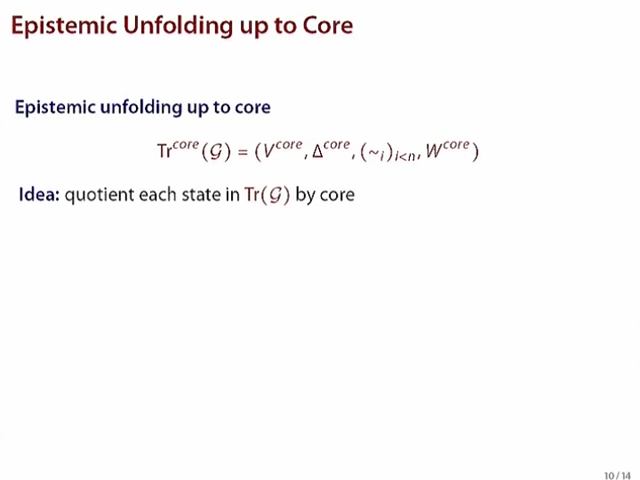 Epistemic Unfolding up to Core
Epistemic unfolding up to core
Tr^core(𝒢) = (V^core, Δ^core, (~_i)_{i<n}, W^core)
Idea: quotient each state in Tr(𝒢) by core
10 / 14